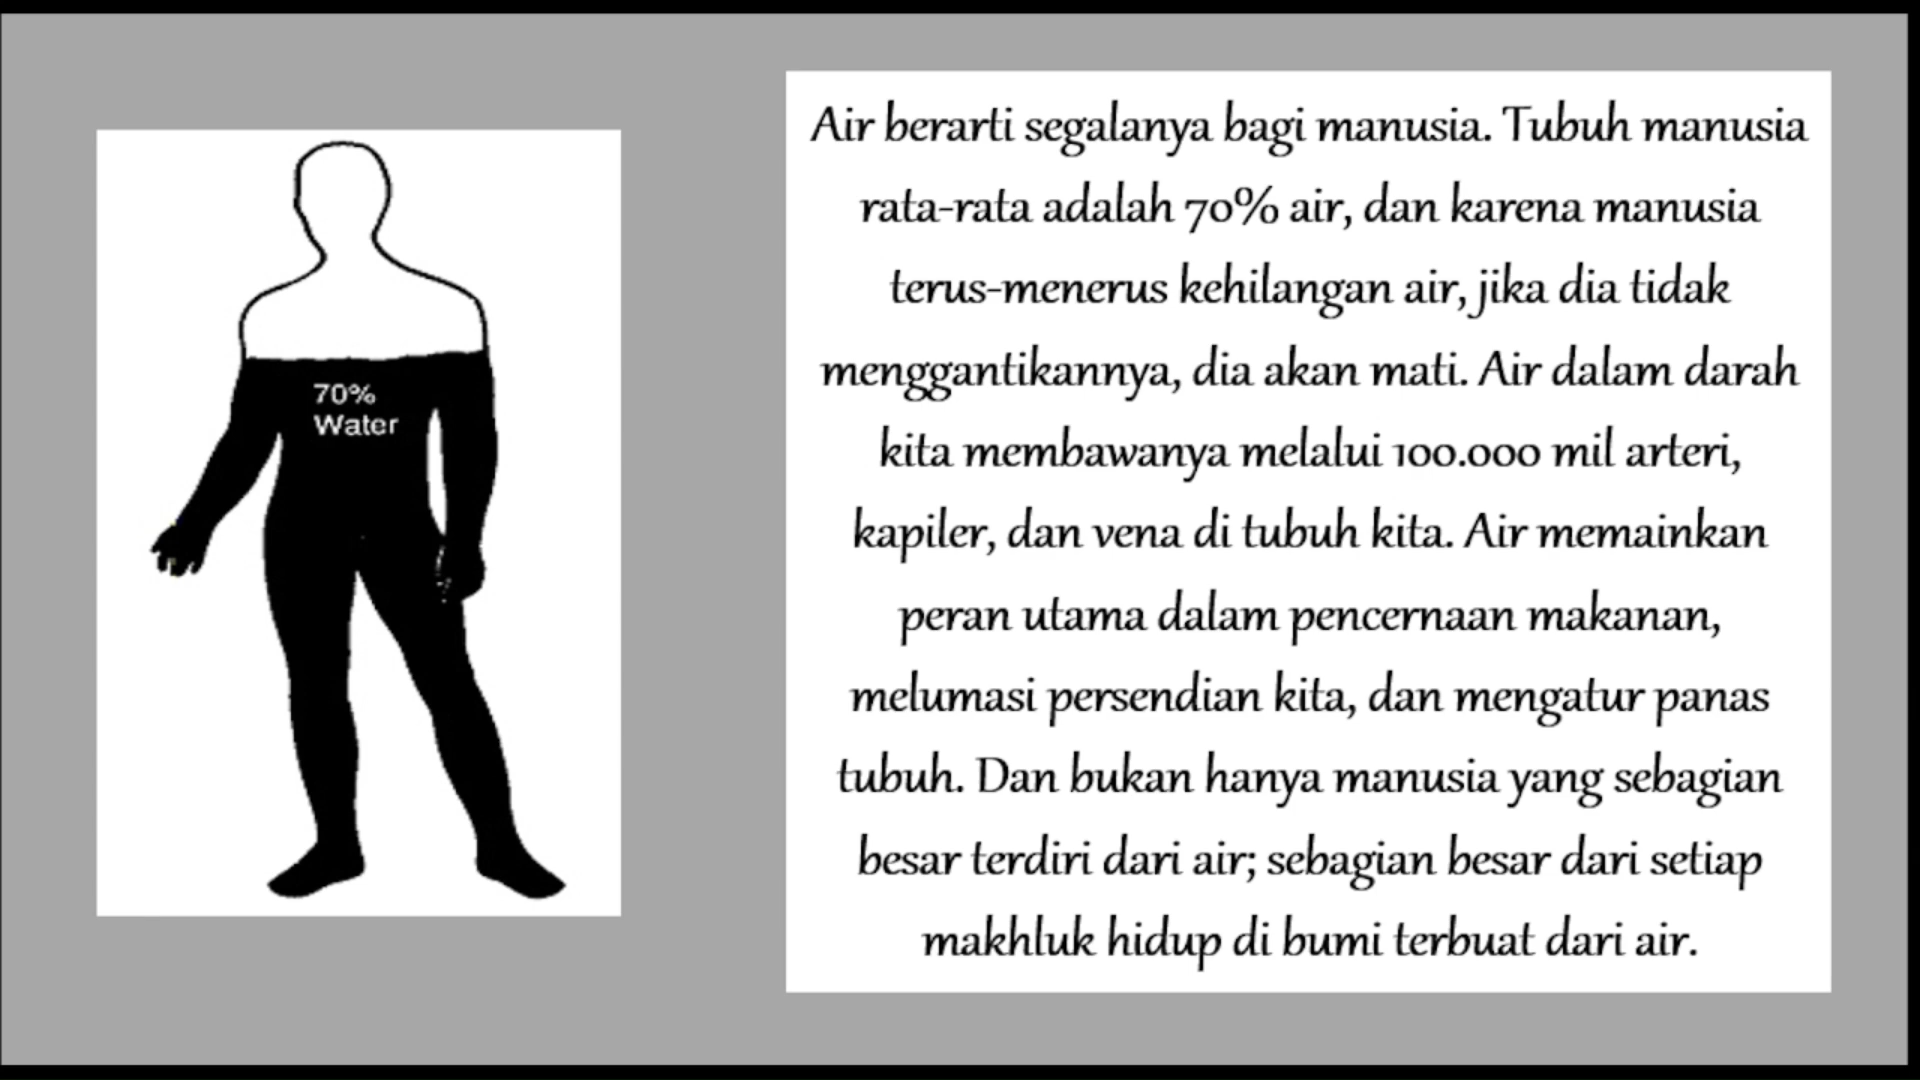 70%
Water
Air berarti segalanya bagi manusia. Tubuh manusia
rata-rata adalah 70% air, dan karena manusia
terus-menerus kehilangan air, jika dia tidak
menggantikannya, dia akan mati. Air dalam darah
kita membawanya melalui 100.000 mil arteri,
kapiler, dan vena di tubuh kita. Air memainkan
peran utama dalam pencernaan makanan,
melumasi persendian kita, dan mengatur panas
tubuh. Dan bukan hanya manusia yang sebagian
besar terdiri dari air; sebagian besar dari setiap
makhluk hidup di bumi terbuat dari air.